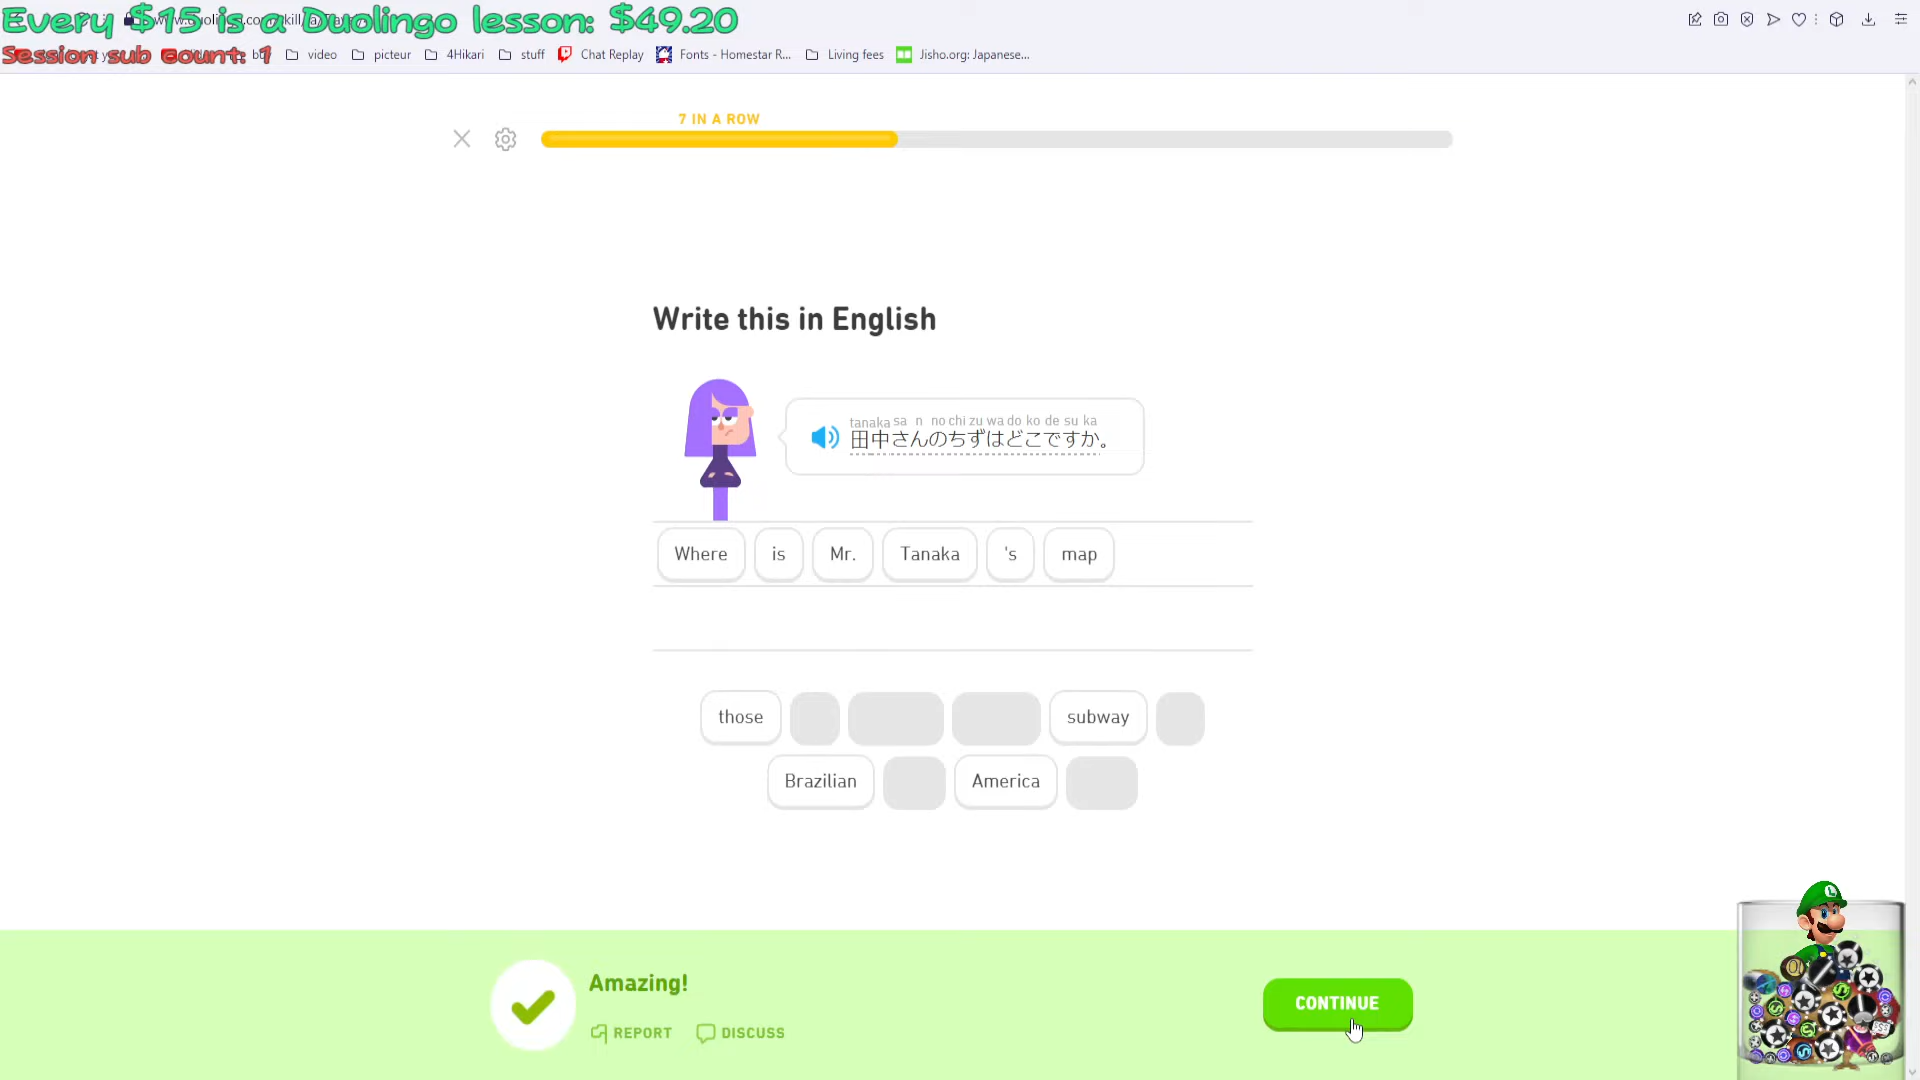 Every $15 is a Duolingo lesson: $49.20
Session sub count: 1
video
picteur
4Hikari
stuff
Chat Replay
Fonts - Homestar R...
Living fees
Jisho.org: Japanese...
7 IN A ROW
Write this in English
tanaka sa n no chi zu wa do ko de su ka
田中さんのちずはどこですか。
Where is Mr. Tanaka 's map
those subway
Brazilian America
Amazing!
REPORT DISCUSS
CONTINUE